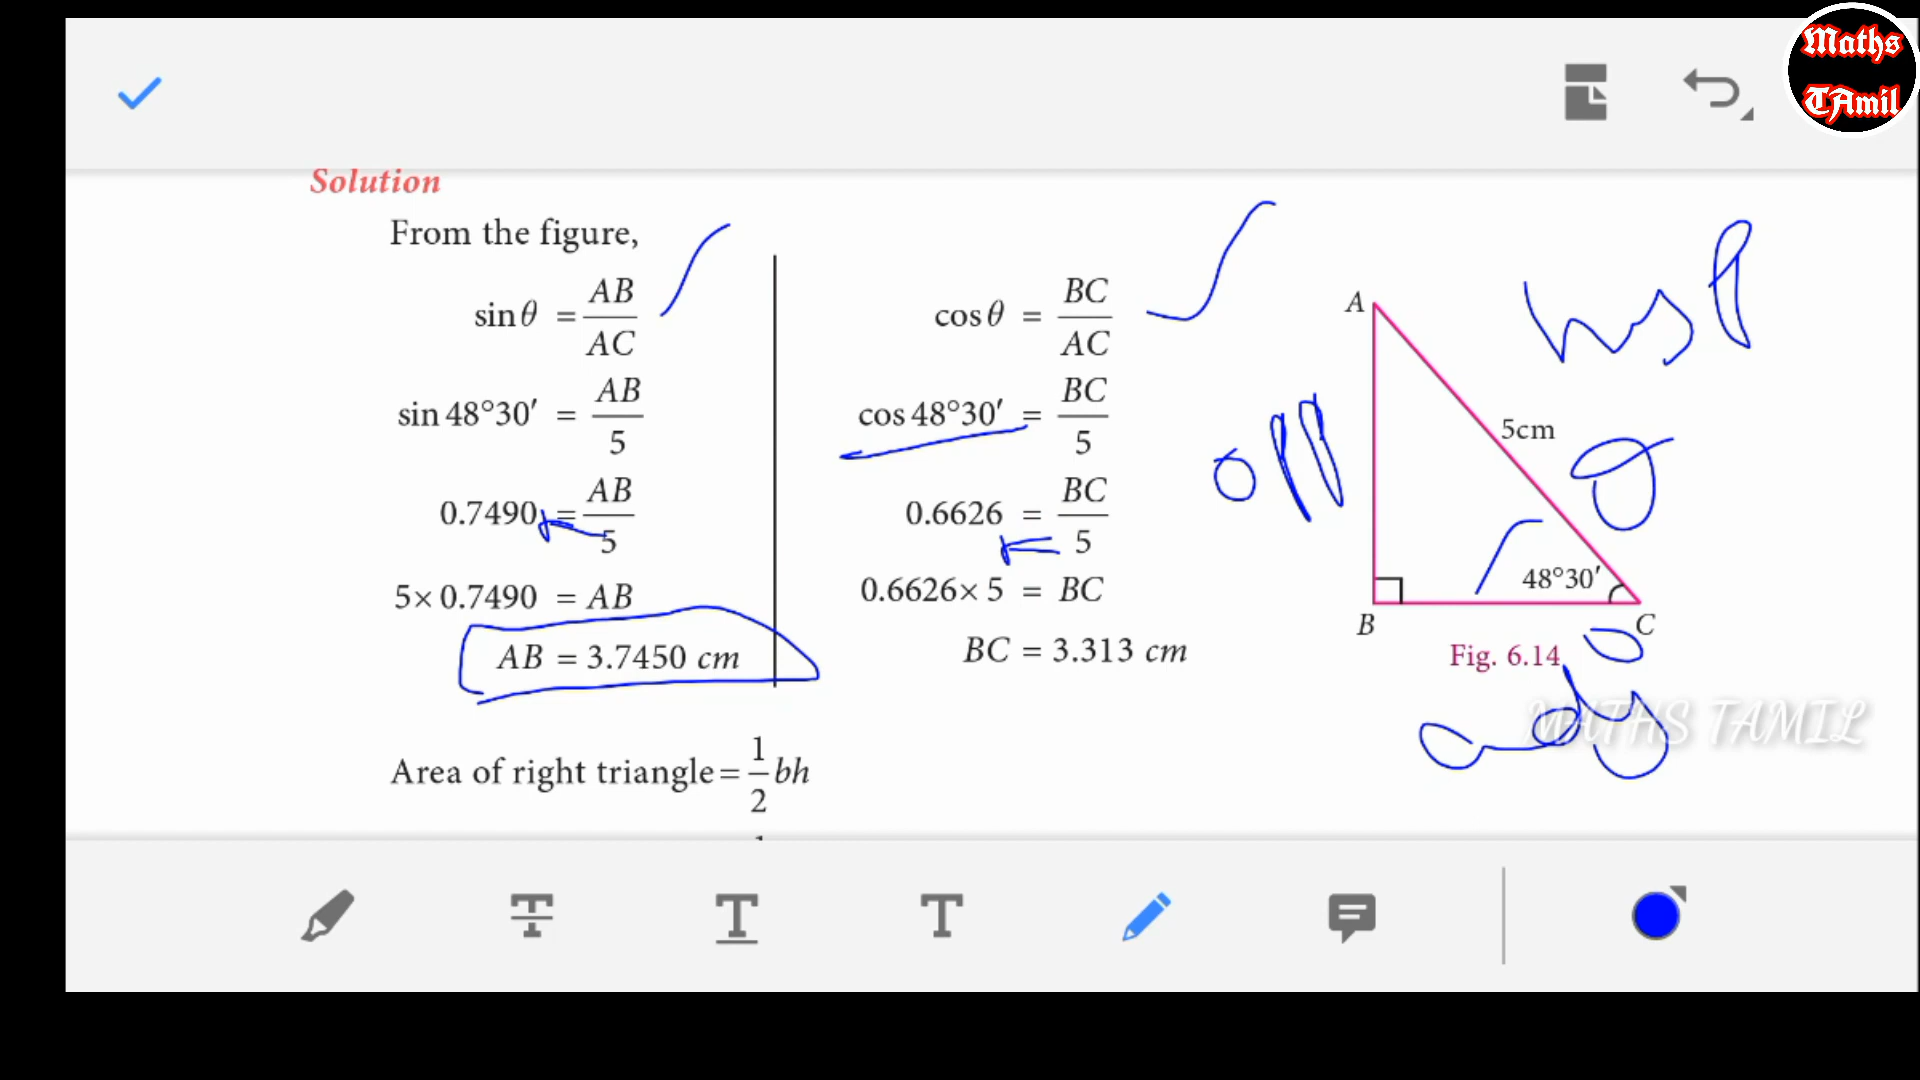 Maths
TAmil
Solution
From the figure,
sinθ = AB/AC
sin 48°30′ = AB/5
0.7490 = AB/5
5× 0.7490 = AB
AB = 3.7450 cm
cosθ = BC/AC
cos 48°30′ = BC/5
0.6626 = BC/5
0.6626× 5 = BC
BC = 3.313 cm
Area of right triangle = 1/2 bh
A
5cm
48°30′
B
C
Fig. 6.14
opp
θ
MATHS TAMIL